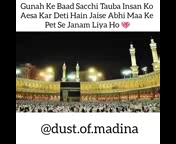 Gunah Ke Baad Sacchi Tauba Insan Ko
Aesa Kar Deti Hain Jaise Abhi Maa Ke
Pet Se Janam Liya Ho 💖
@dust.of.madina